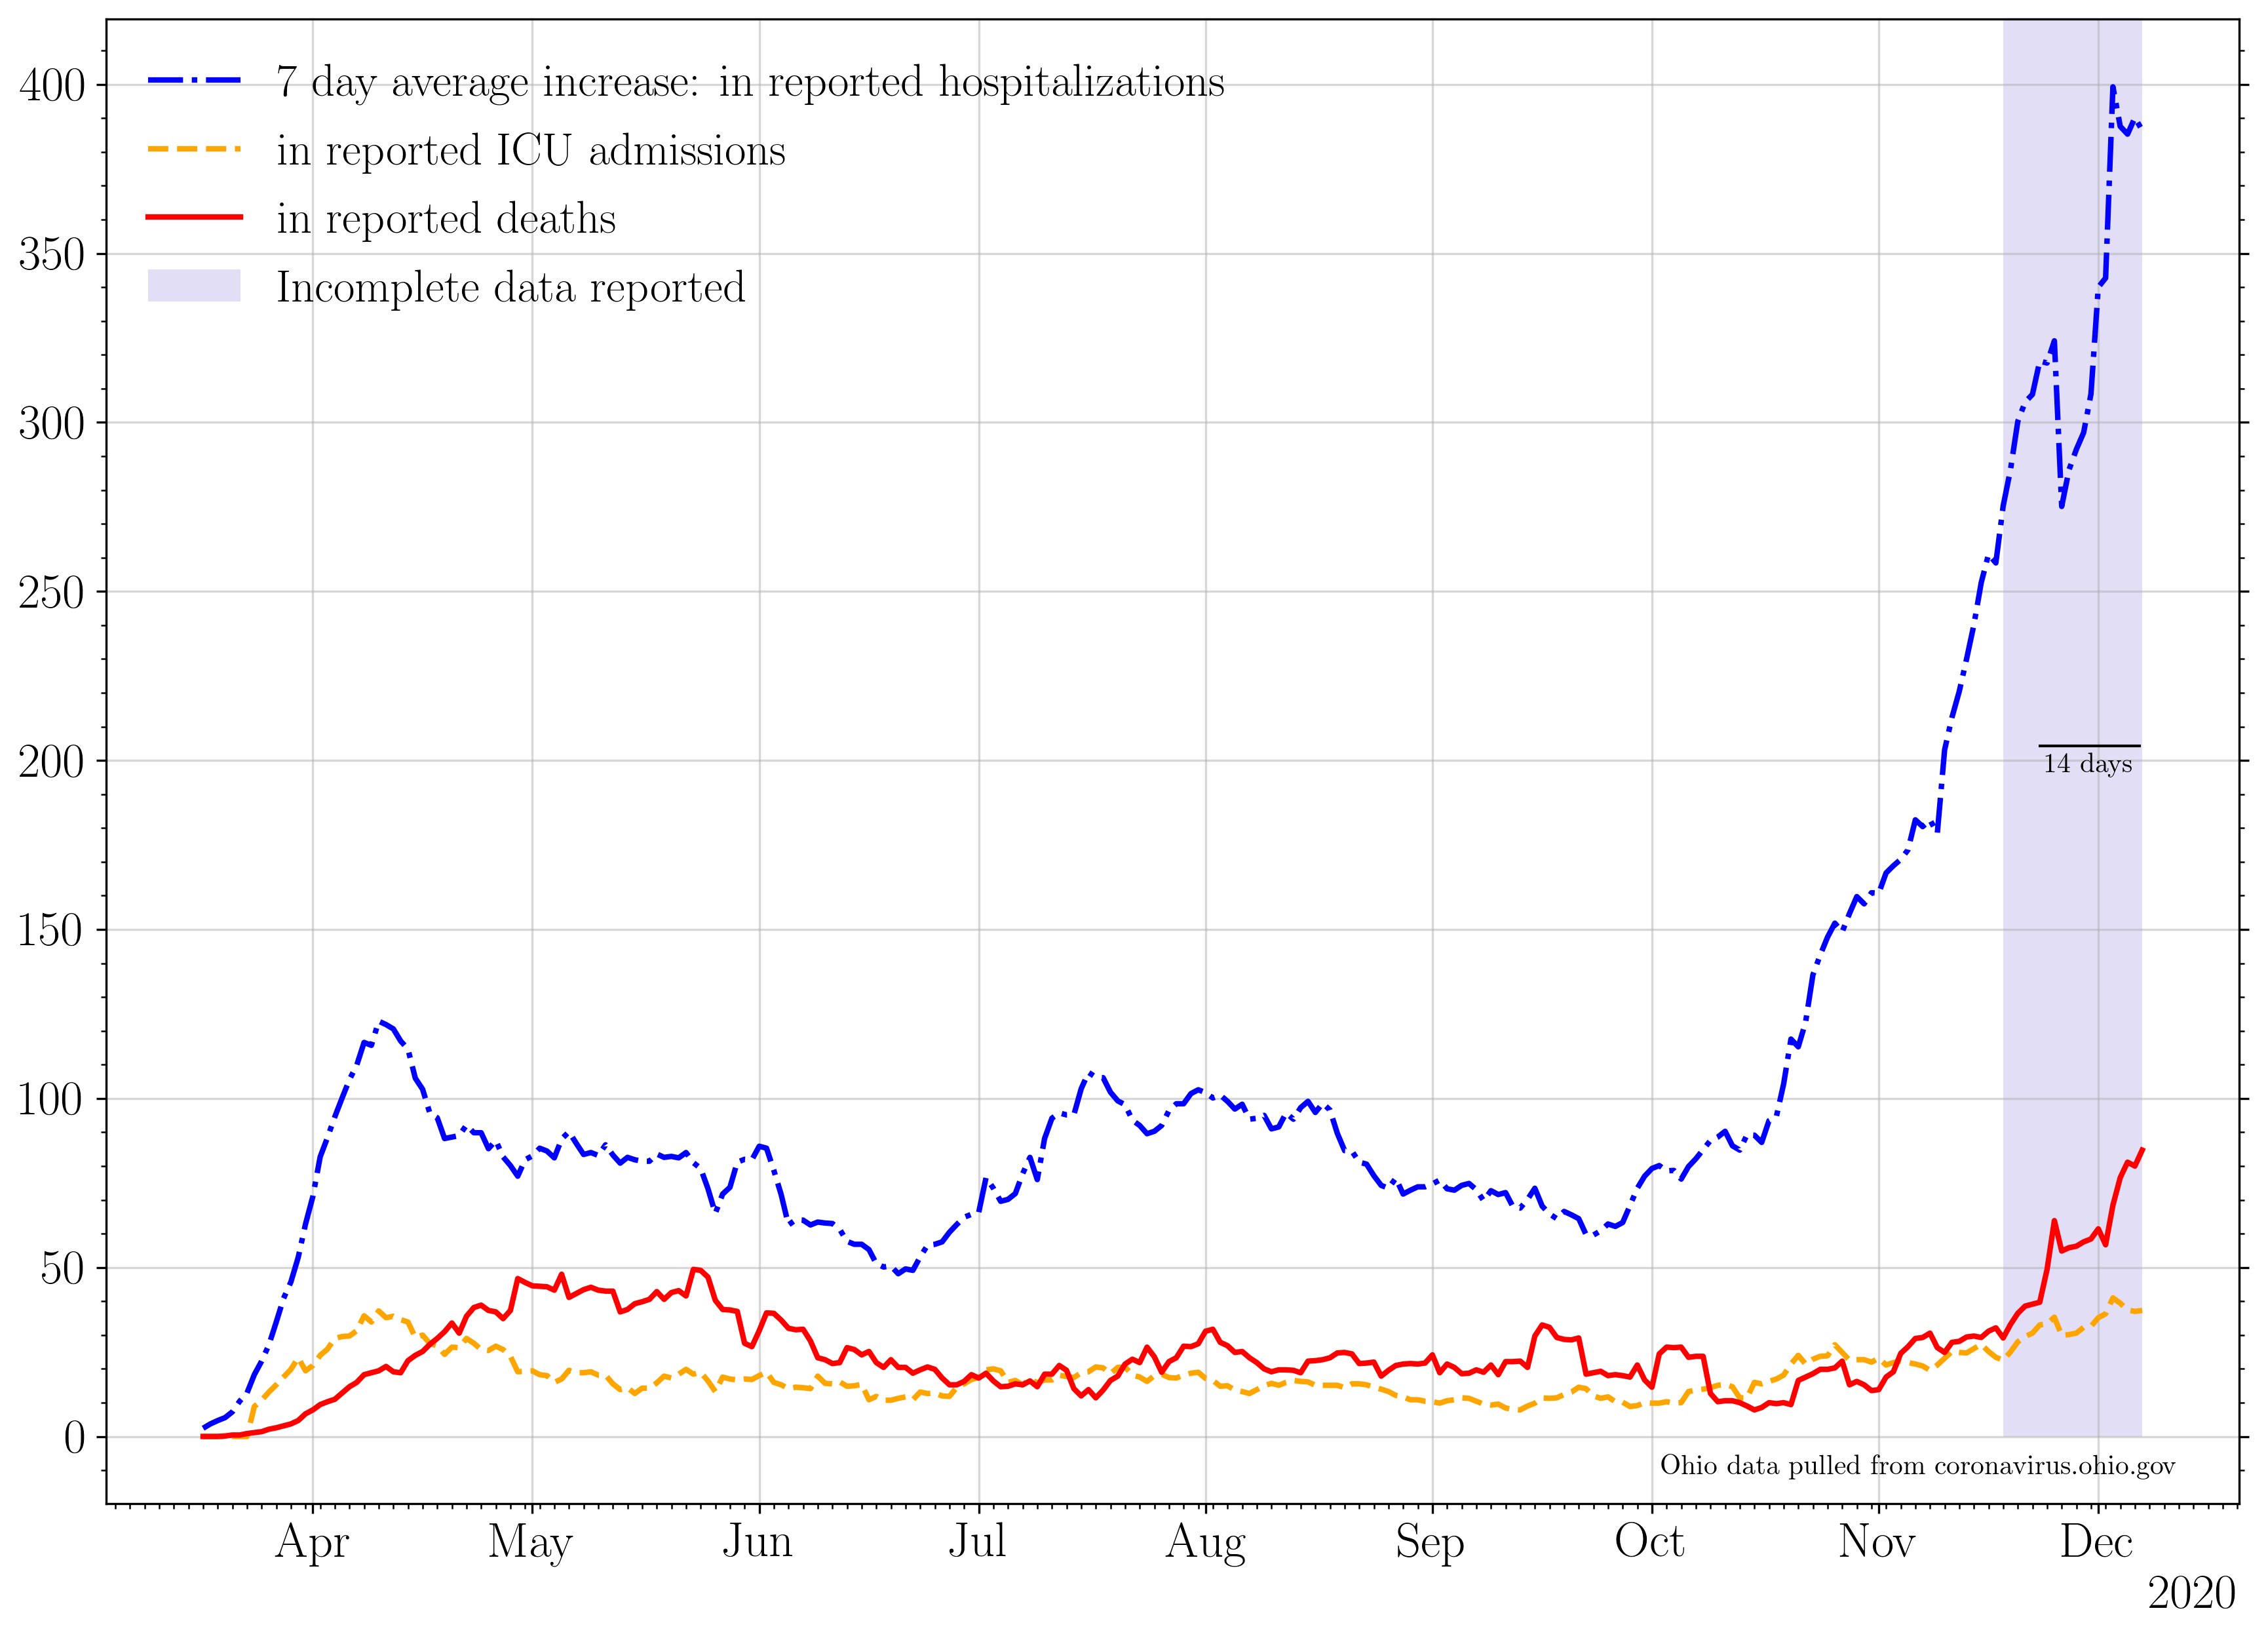 7 day average increase: in reported hospitalizations
in reported ICU admissions
in reported deaths
Incomplete data reported
400
350
300
250
200
150
100
50
0
14 days
Ohio data pulled from coronavirus.ohio.gov
Apr May Jun Jul Aug Sep Oct Nov Dec
2020